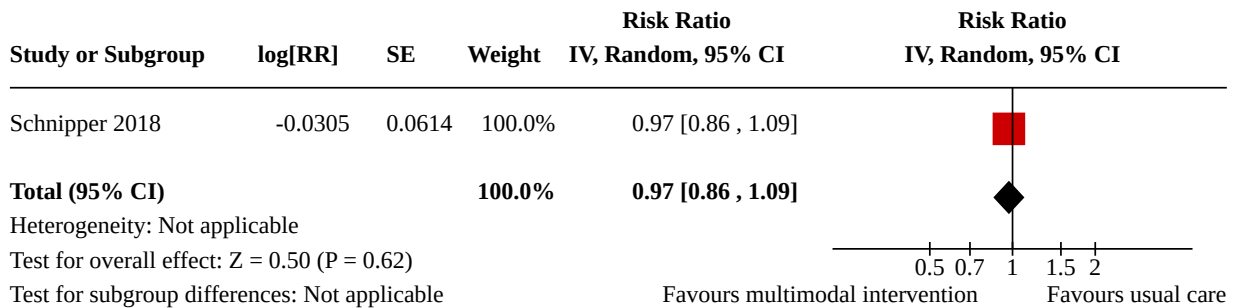 Risk Ratio Risk Ratio
Study or Subgroup log[RR] SE Weight IV, Random, 95% CI IV, Random, 95% CI
Schnipper 2018 -0.0305 0.0614 100.0% 0.97 [0.86 , 1.09]
Total (95% CI) 100.0% 0.97 [0.86 , 1.09]
Heterogeneity: Not applicable
Test for overall effect: Z = 0.50 (P = 0.62) 0.5 0.7 1 1.5 2
Test for subgroup differences: Not applicable Favours multimodal intervention Favours usual care